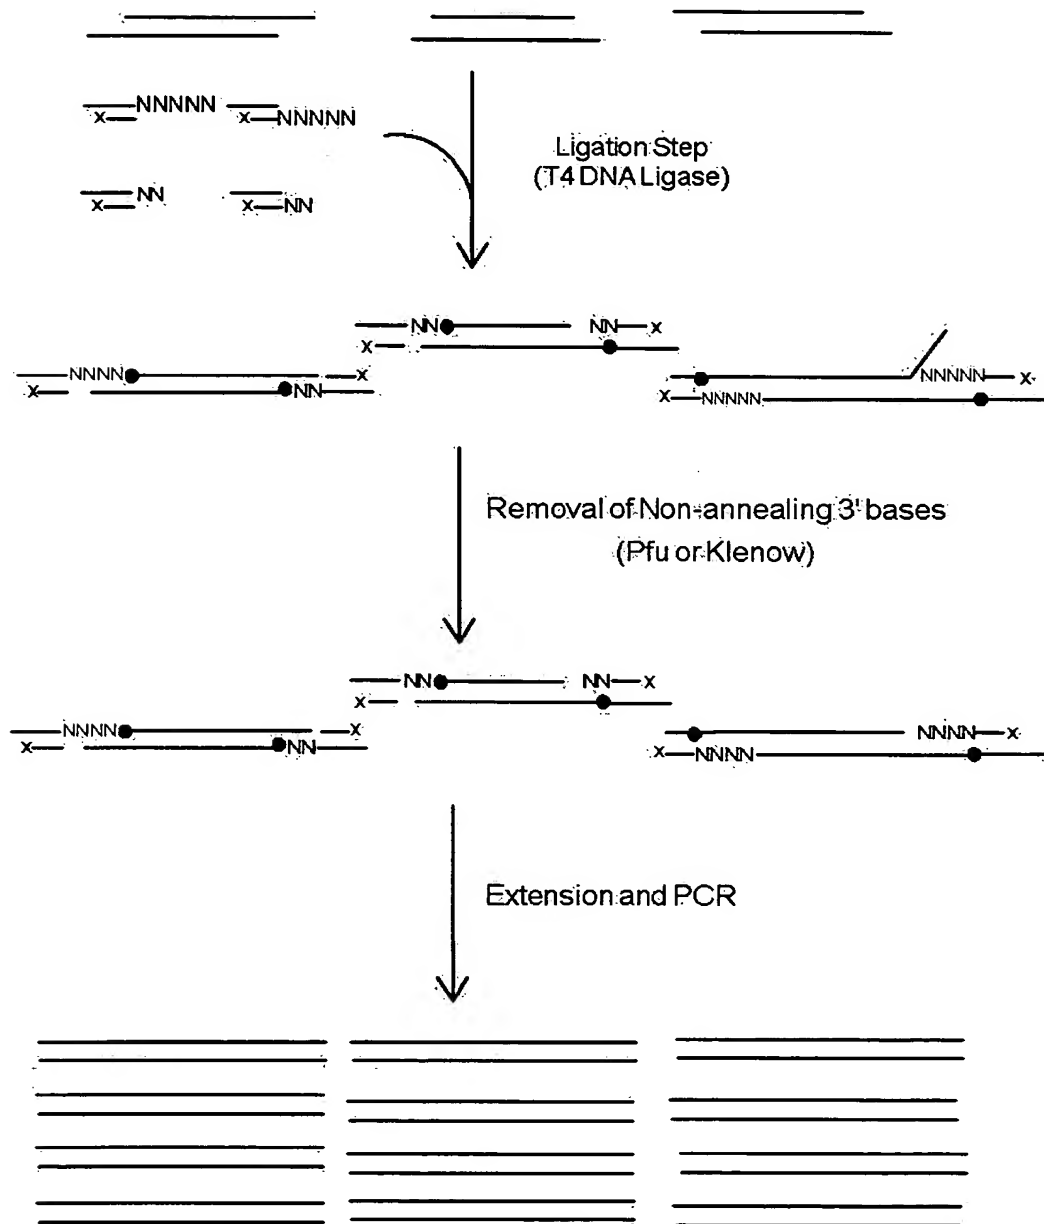 NNNNN
x
x
NNNNN
Ligation Step
(T4 DNA Ligase)
NN
x
x
NN
NN
NN
x
x
NNNN
x
x
NN
NNNNN
x
x
NNNNN
Removal of Non-annealing 3' bases
(Pfu or Klenow)
NN
NN
x
x
NNNN
x
x
NN
NNNN
x
x
NNNN
Extension and PCR